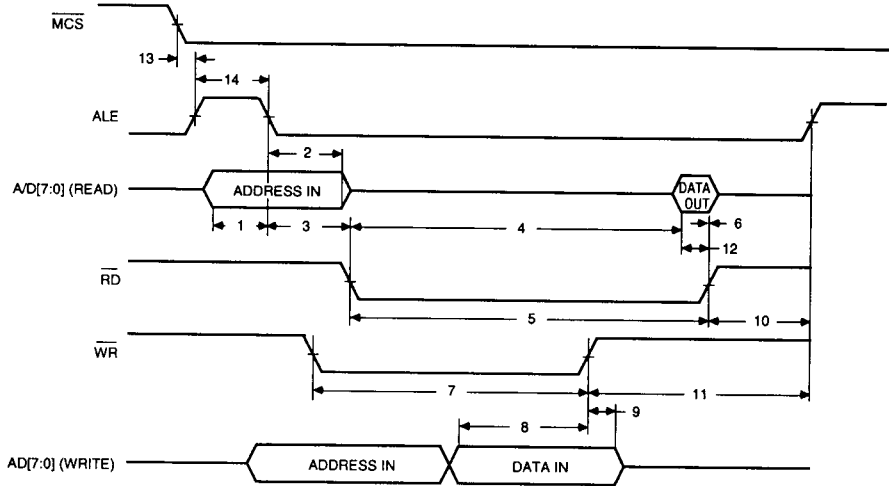 MCS
13
14
ALE
2
A/D[7:0] (READ)
ADDRESS IN
DATA OUT
1
3
4
6
12
RD
5
10
WR
7
11
8
9
AD[7:0] (WRITE)
ADDRESS IN
DATA IN